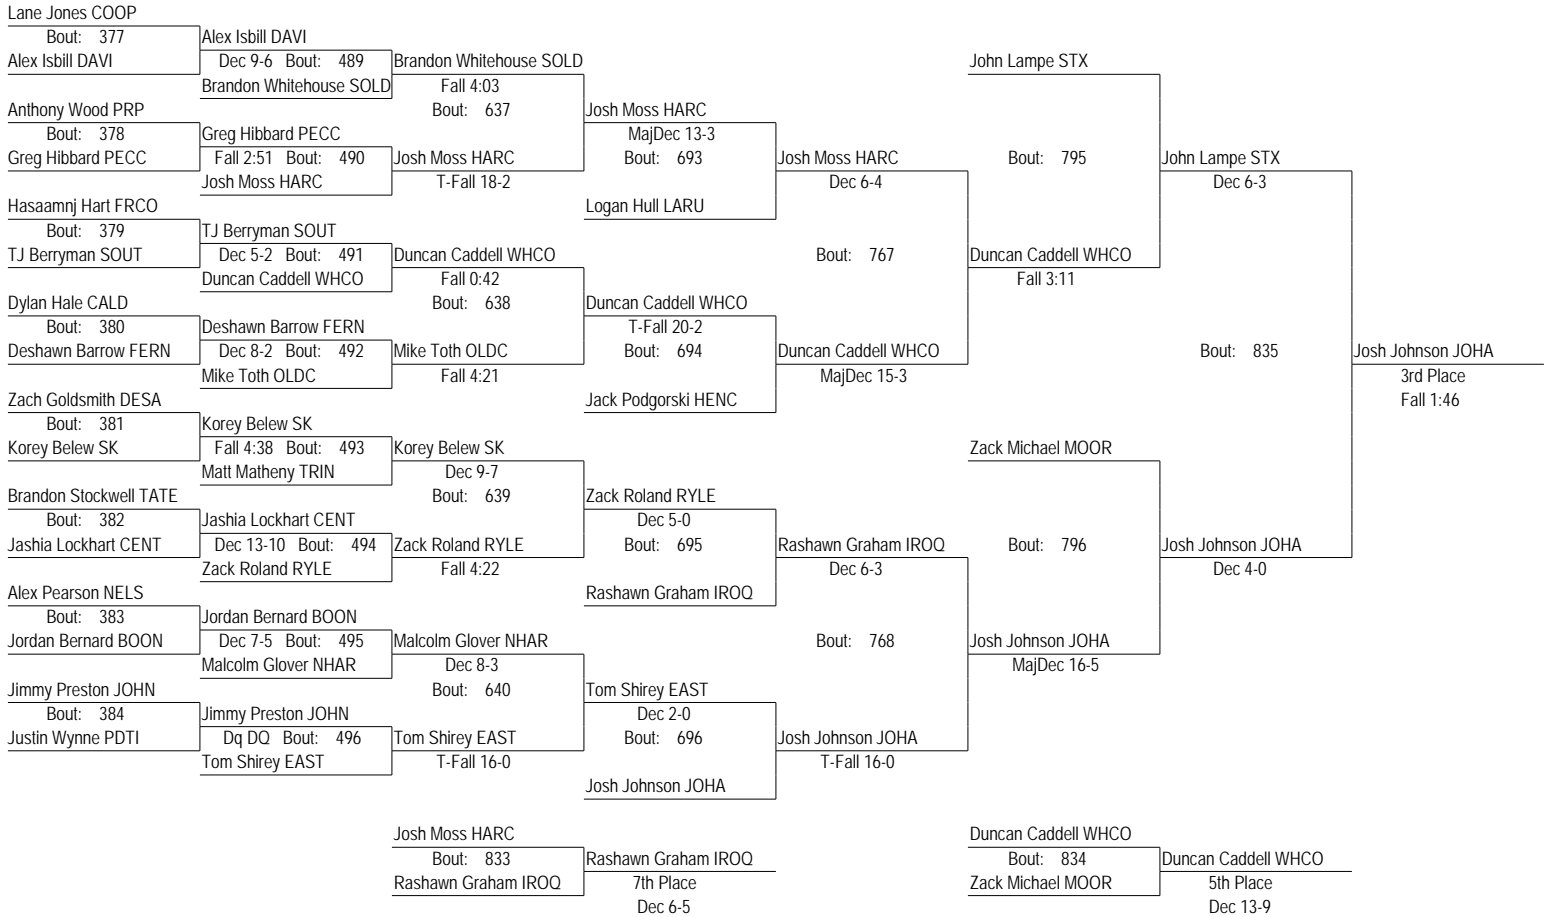 Lane Jones COOP
Bout: 377
Alex Isbill DAVI
Alex Isbill DAVI
Dec 9-6 Bout: 489
Brandon Whitehouse SOLD
Brandon Whitehouse SOLD
Fall 4:03
Bout: 637
Anthony Wood PRP
Bout: 378
Greg Hibbard PECC
Greg Hibbard PECC
Fall 2:51 Bout: 490
Josh Moss HARC
Josh Moss HARC
T-Fall 18-2
Josh Moss HARC
MajDec 13-3
Bout: 693
Logan Hull LARU
Josh Moss HARC
Dec 6-4
Hasaamnj Hart FRCO
Bout: 379
TJ Berryman SOUT
TJ Berryman SOUT
Dec 5-2 Bout: 491
Duncan Caddell WHCO
Duncan Caddell WHCO
Fall 0:42
Bout: 638
Dylan Hale CALD
Bout: 380
Deshawn Barrow FERN
Deshawn Barrow FERN
Dec 8-2 Bout: 492
Mike Toth OLDC
Mike Toth OLDC
Fall 4:21
Duncan Caddell WHCO
T-Fall 20-2
Bout: 694
Jack Podgorski HENC
Duncan Caddell WHCO
MajDec 15-3
Bout: 767
Duncan Caddell WHCO
Fall 3:11
John Lampe STX
Bout: 795
John Lampe STX
Dec 6-3
Zach Goldsmith DESA
Bout: 381
Korey Belew SK
Korey Belew SK
Fall 4:38 Bout: 493
Matt Matheny TRIN
Korey Belew SK
Dec 9-7
Bout: 639
Brandon Stockwell TATE
Bout: 382
Jashia Lockhart CENT
Jashia Lockhart CENT
Dec 13-10 Bout: 494
Zack Roland RYLE
Zack Roland RYLE
Fall 4:22
Zack Roland RYLE
Dec 5-0
Bout: 695
Rashawn Graham IROQ
Rashawn Graham IROQ
Dec 6-3
Alex Pearson NELS
Bout: 383
Jordan Bernard BOON
Jordan Bernard BOON
Dec 7-5 Bout: 495
Malcolm Glover NHAR
Malcolm Glover NHAR
Dec 8-3
Bout: 640
Jimmy Preston JOHN
Bout: 384
Justin Wynne PDTI
Jimmy Preston JOHN
Dq DQ Bout: 496
Tom Shirey EAST
Tom Shirey EAST
T-Fall 16-0
Tom Shirey EAST
Dec 2-0
Bout: 696
Josh Johnson JOHA
Josh Johnson JOHA
T-Fall 16-0
Bout: 768
Josh Johnson JOHA
MajDec 16-5
Zack Michael MOOR
Bout: 796
Josh Johnson JOHA
Dec 4-0
Bout: 835
Josh Johnson JOHA
3rd Place
Fall 1:46
Josh Moss HARC
Bout: 833
Rashawn Graham IROQ
Rashawn Graham IROQ
7th Place
Dec 6-5
Duncan Caddell WHCO
Bout: 834
Zack Michael MOOR
Duncan Caddell WHCO
5th Place
Dec 13-9